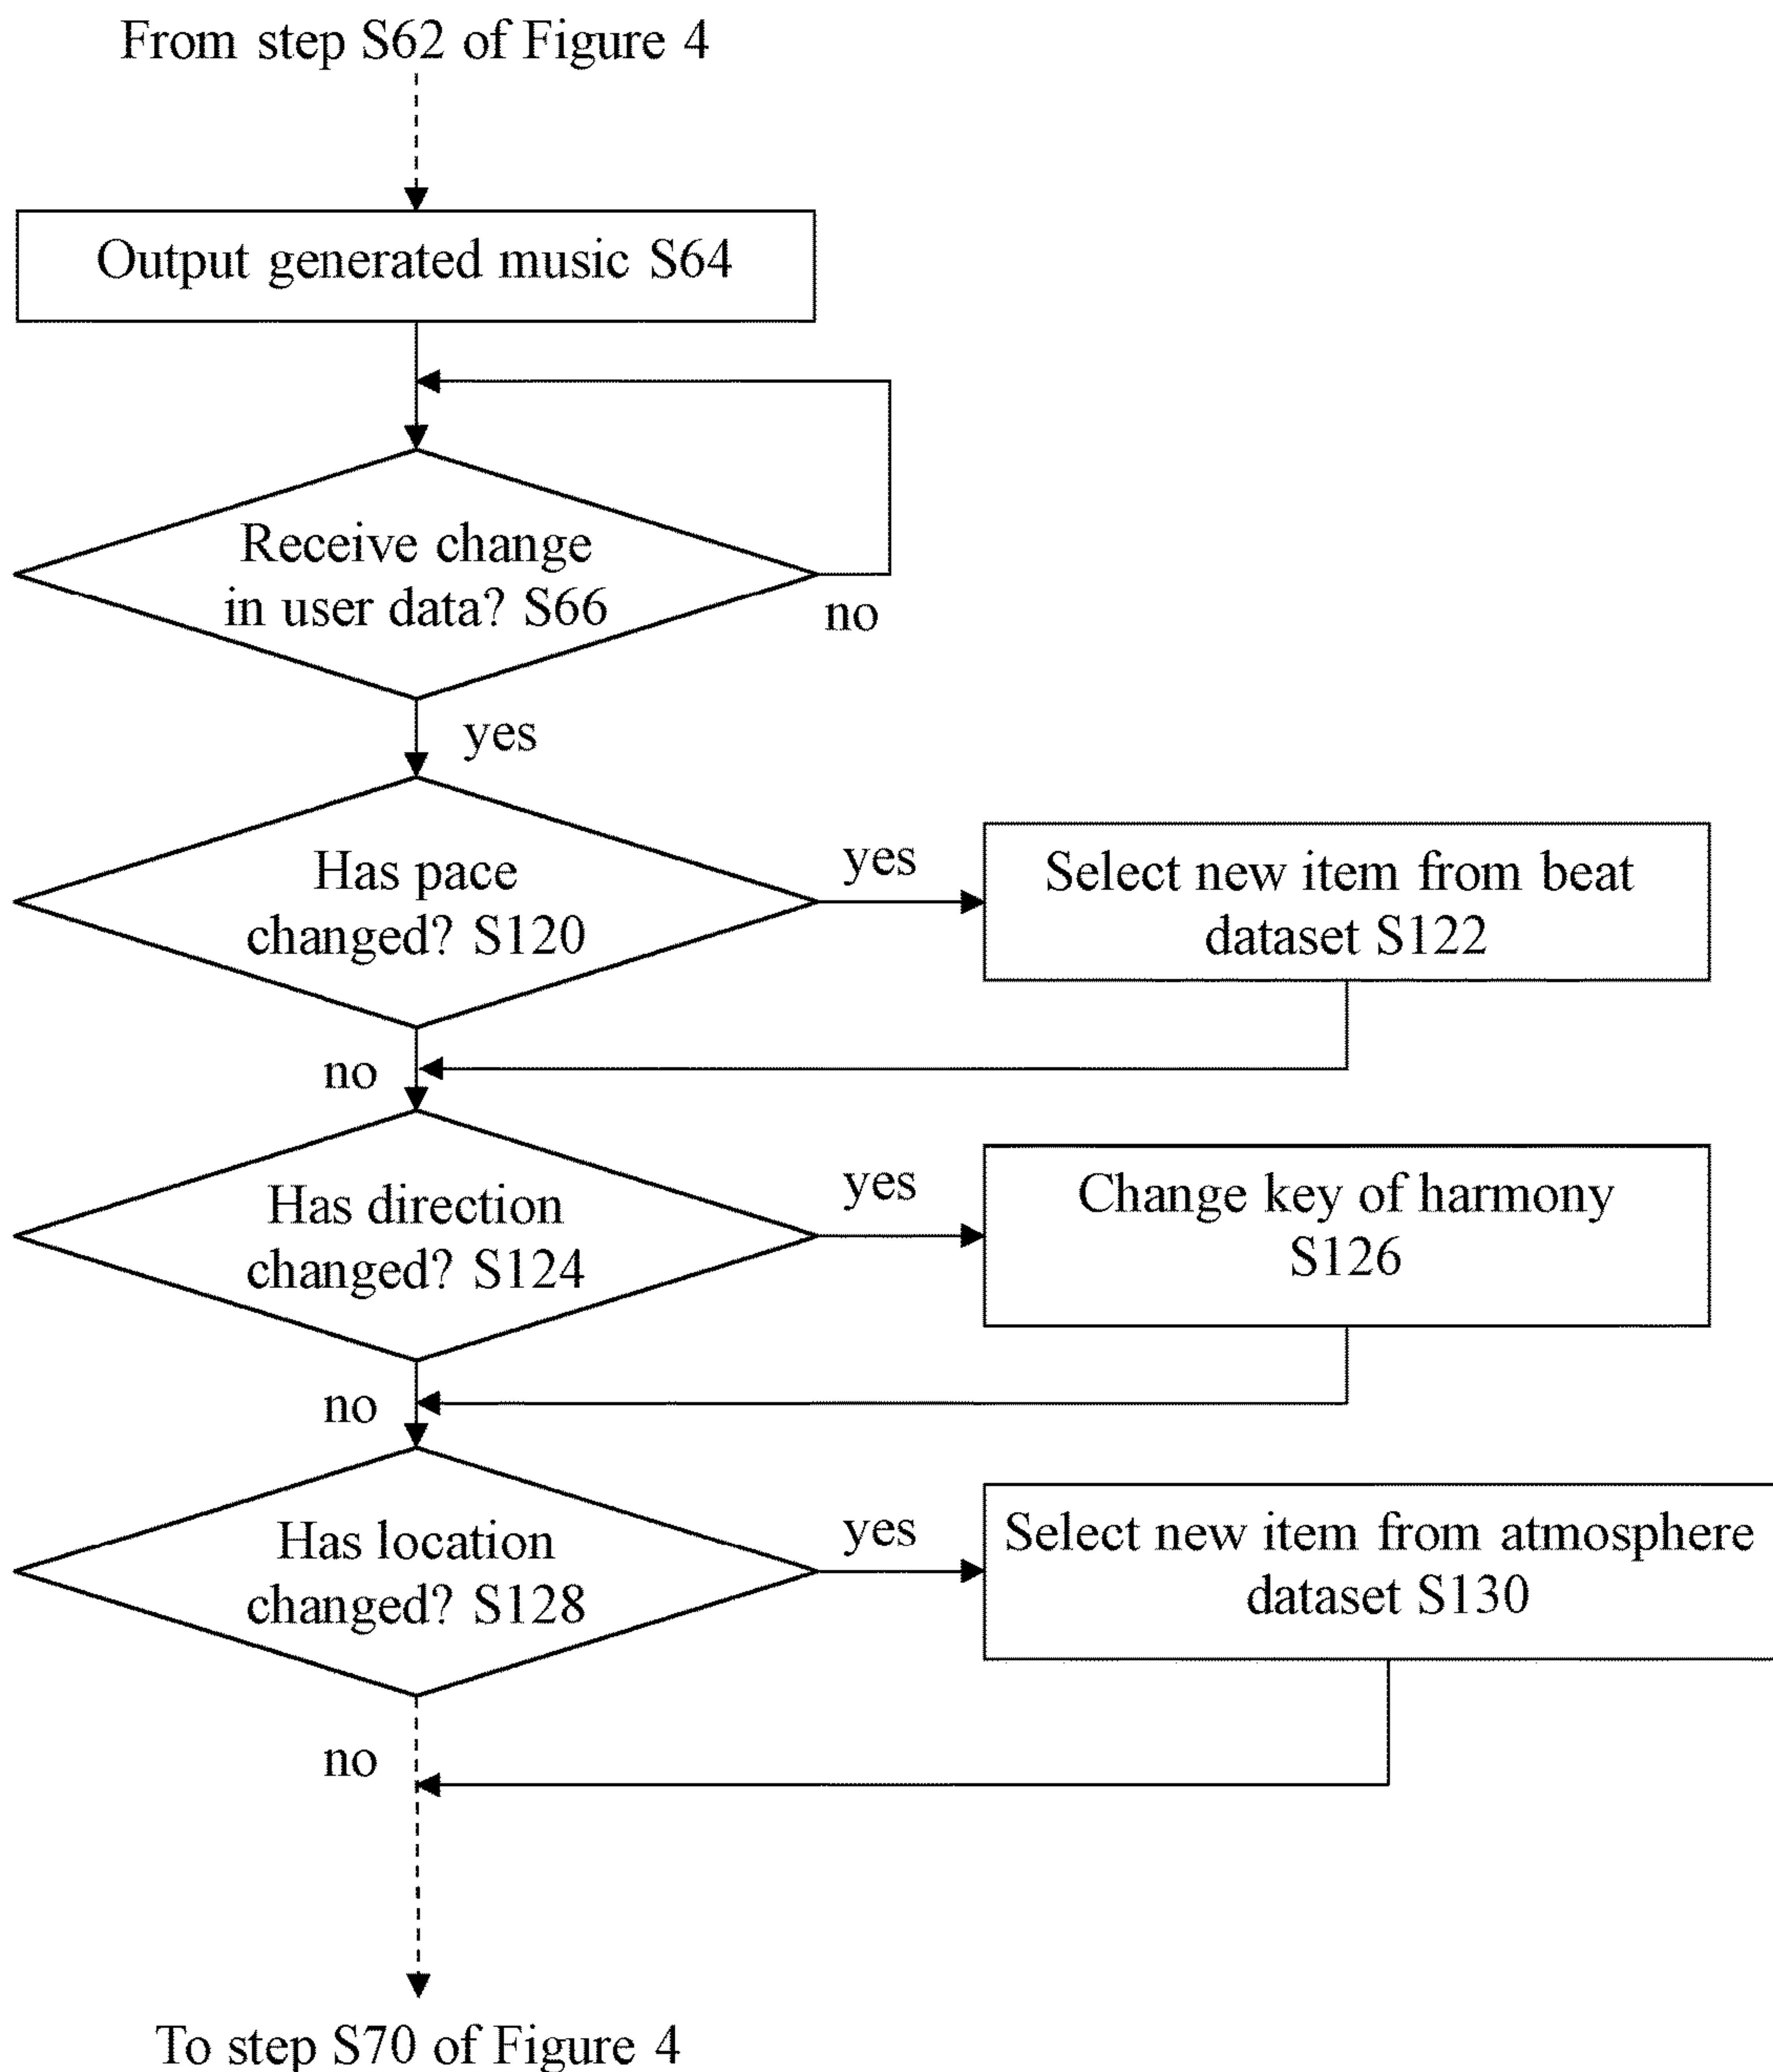 From step S62 of Figure 4
Output generated music S64
Receive change
in user data? S66
no
yes
Has pace
changed? S120
yes
Select new item from beat
dataset S122
no
Has direction
changed? S124
yes
Change key of harmony
S126
no
Has location
changed? S128
yes
Select new item from atmosphere
dataset S130
no
To step S70 of Figure 4